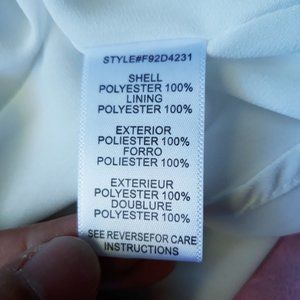 STYLE#F92D4231
SHELL
POLYESTER 100%
LINING
POLYESTER 100%
EXTERIOR
POLIESTER 100%
FORRO
POLIESTER 100%
EXTERIEUR
POLYESTER 100%
DOUBLURE
POLYESTER 100%
SEE REVERSEFOR CARE
INSTRUCTIONS